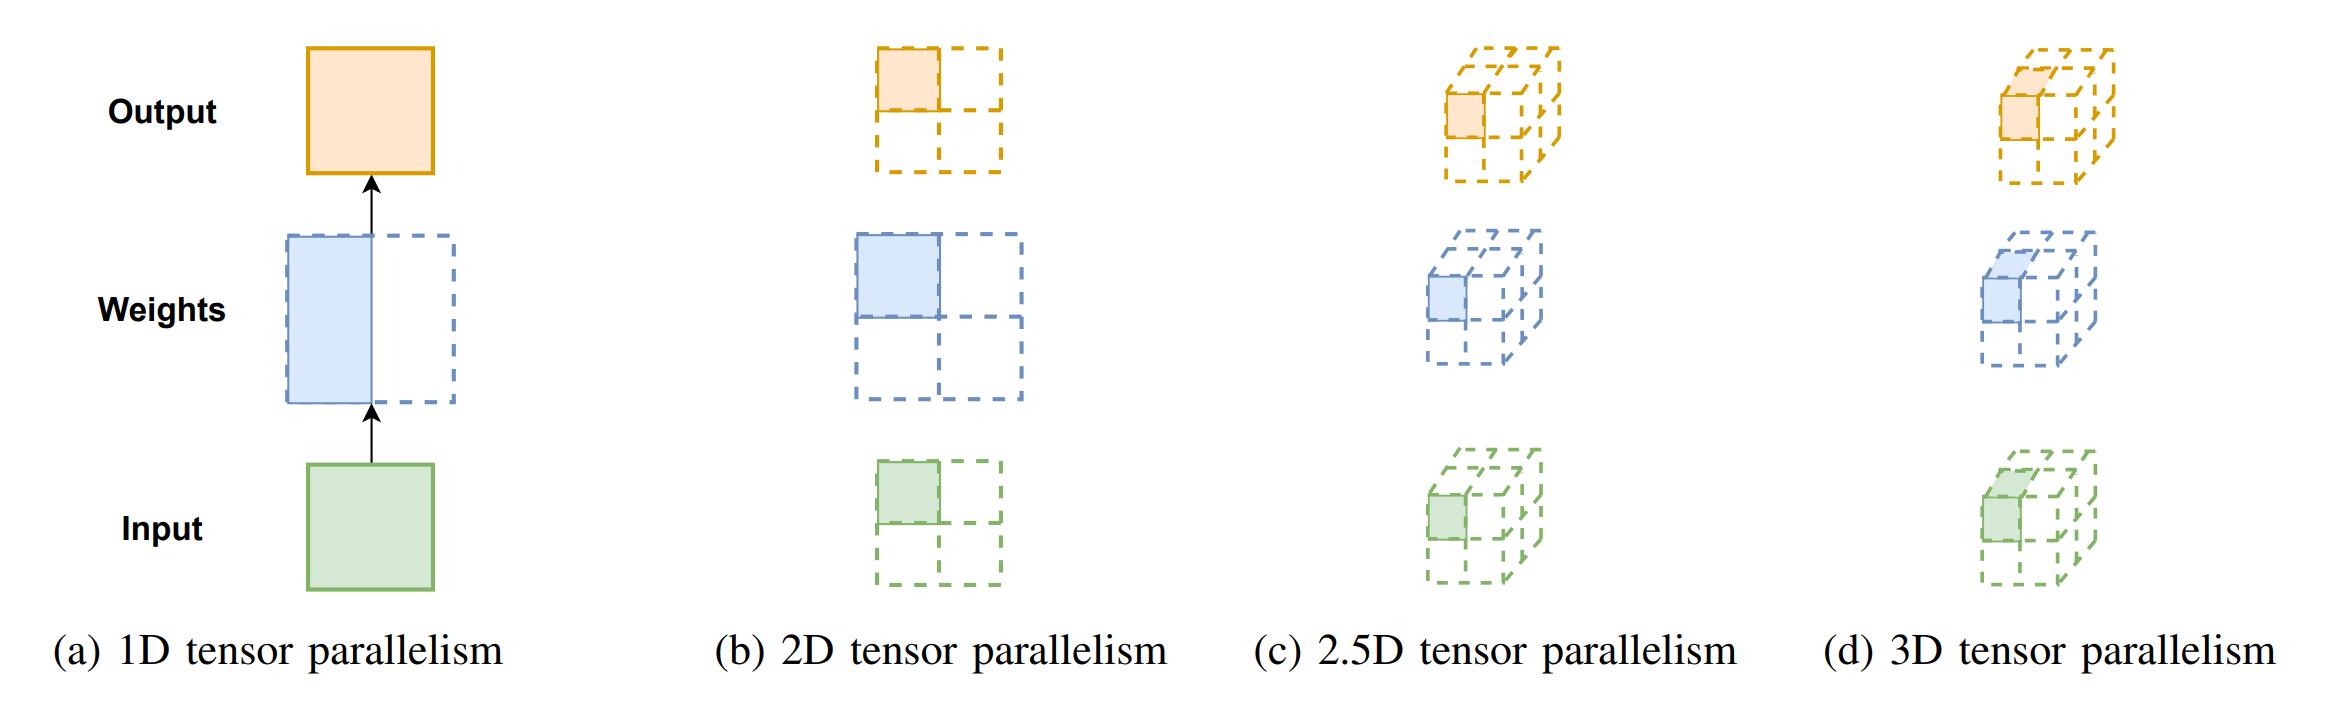 Output
Weights
Input
(a) 1D tensor parallelism
(b) 2D tensor parallelism
(c) 2.5D tensor parallelism
(d) 3D tensor parallelism